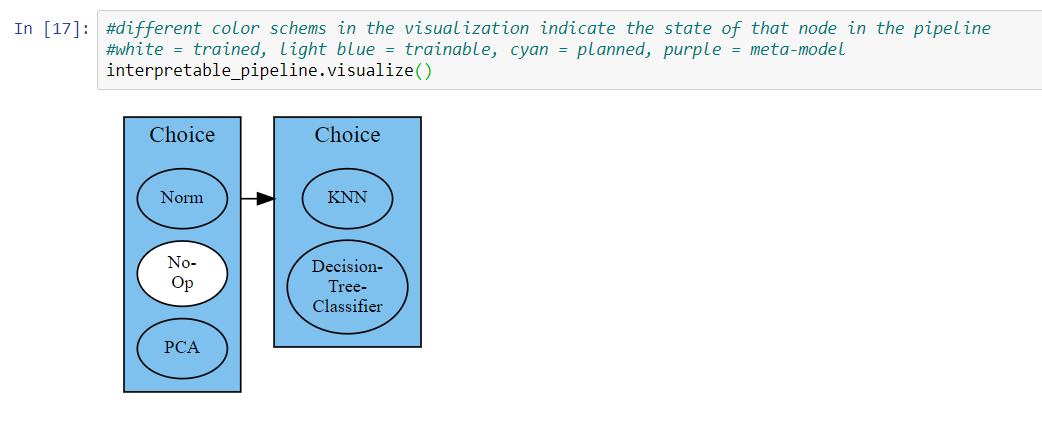 In [17]: #different color schems in the visualization indicate the state of that node in the pipeline
#white = trained, light blue = trainable, cyan = planned, purple = meta-model
interpretable_pipeline.visualize()
Choice
Norm
No-
Op
PCA
Choice
KNN
Decision-
Tree-
Classifier